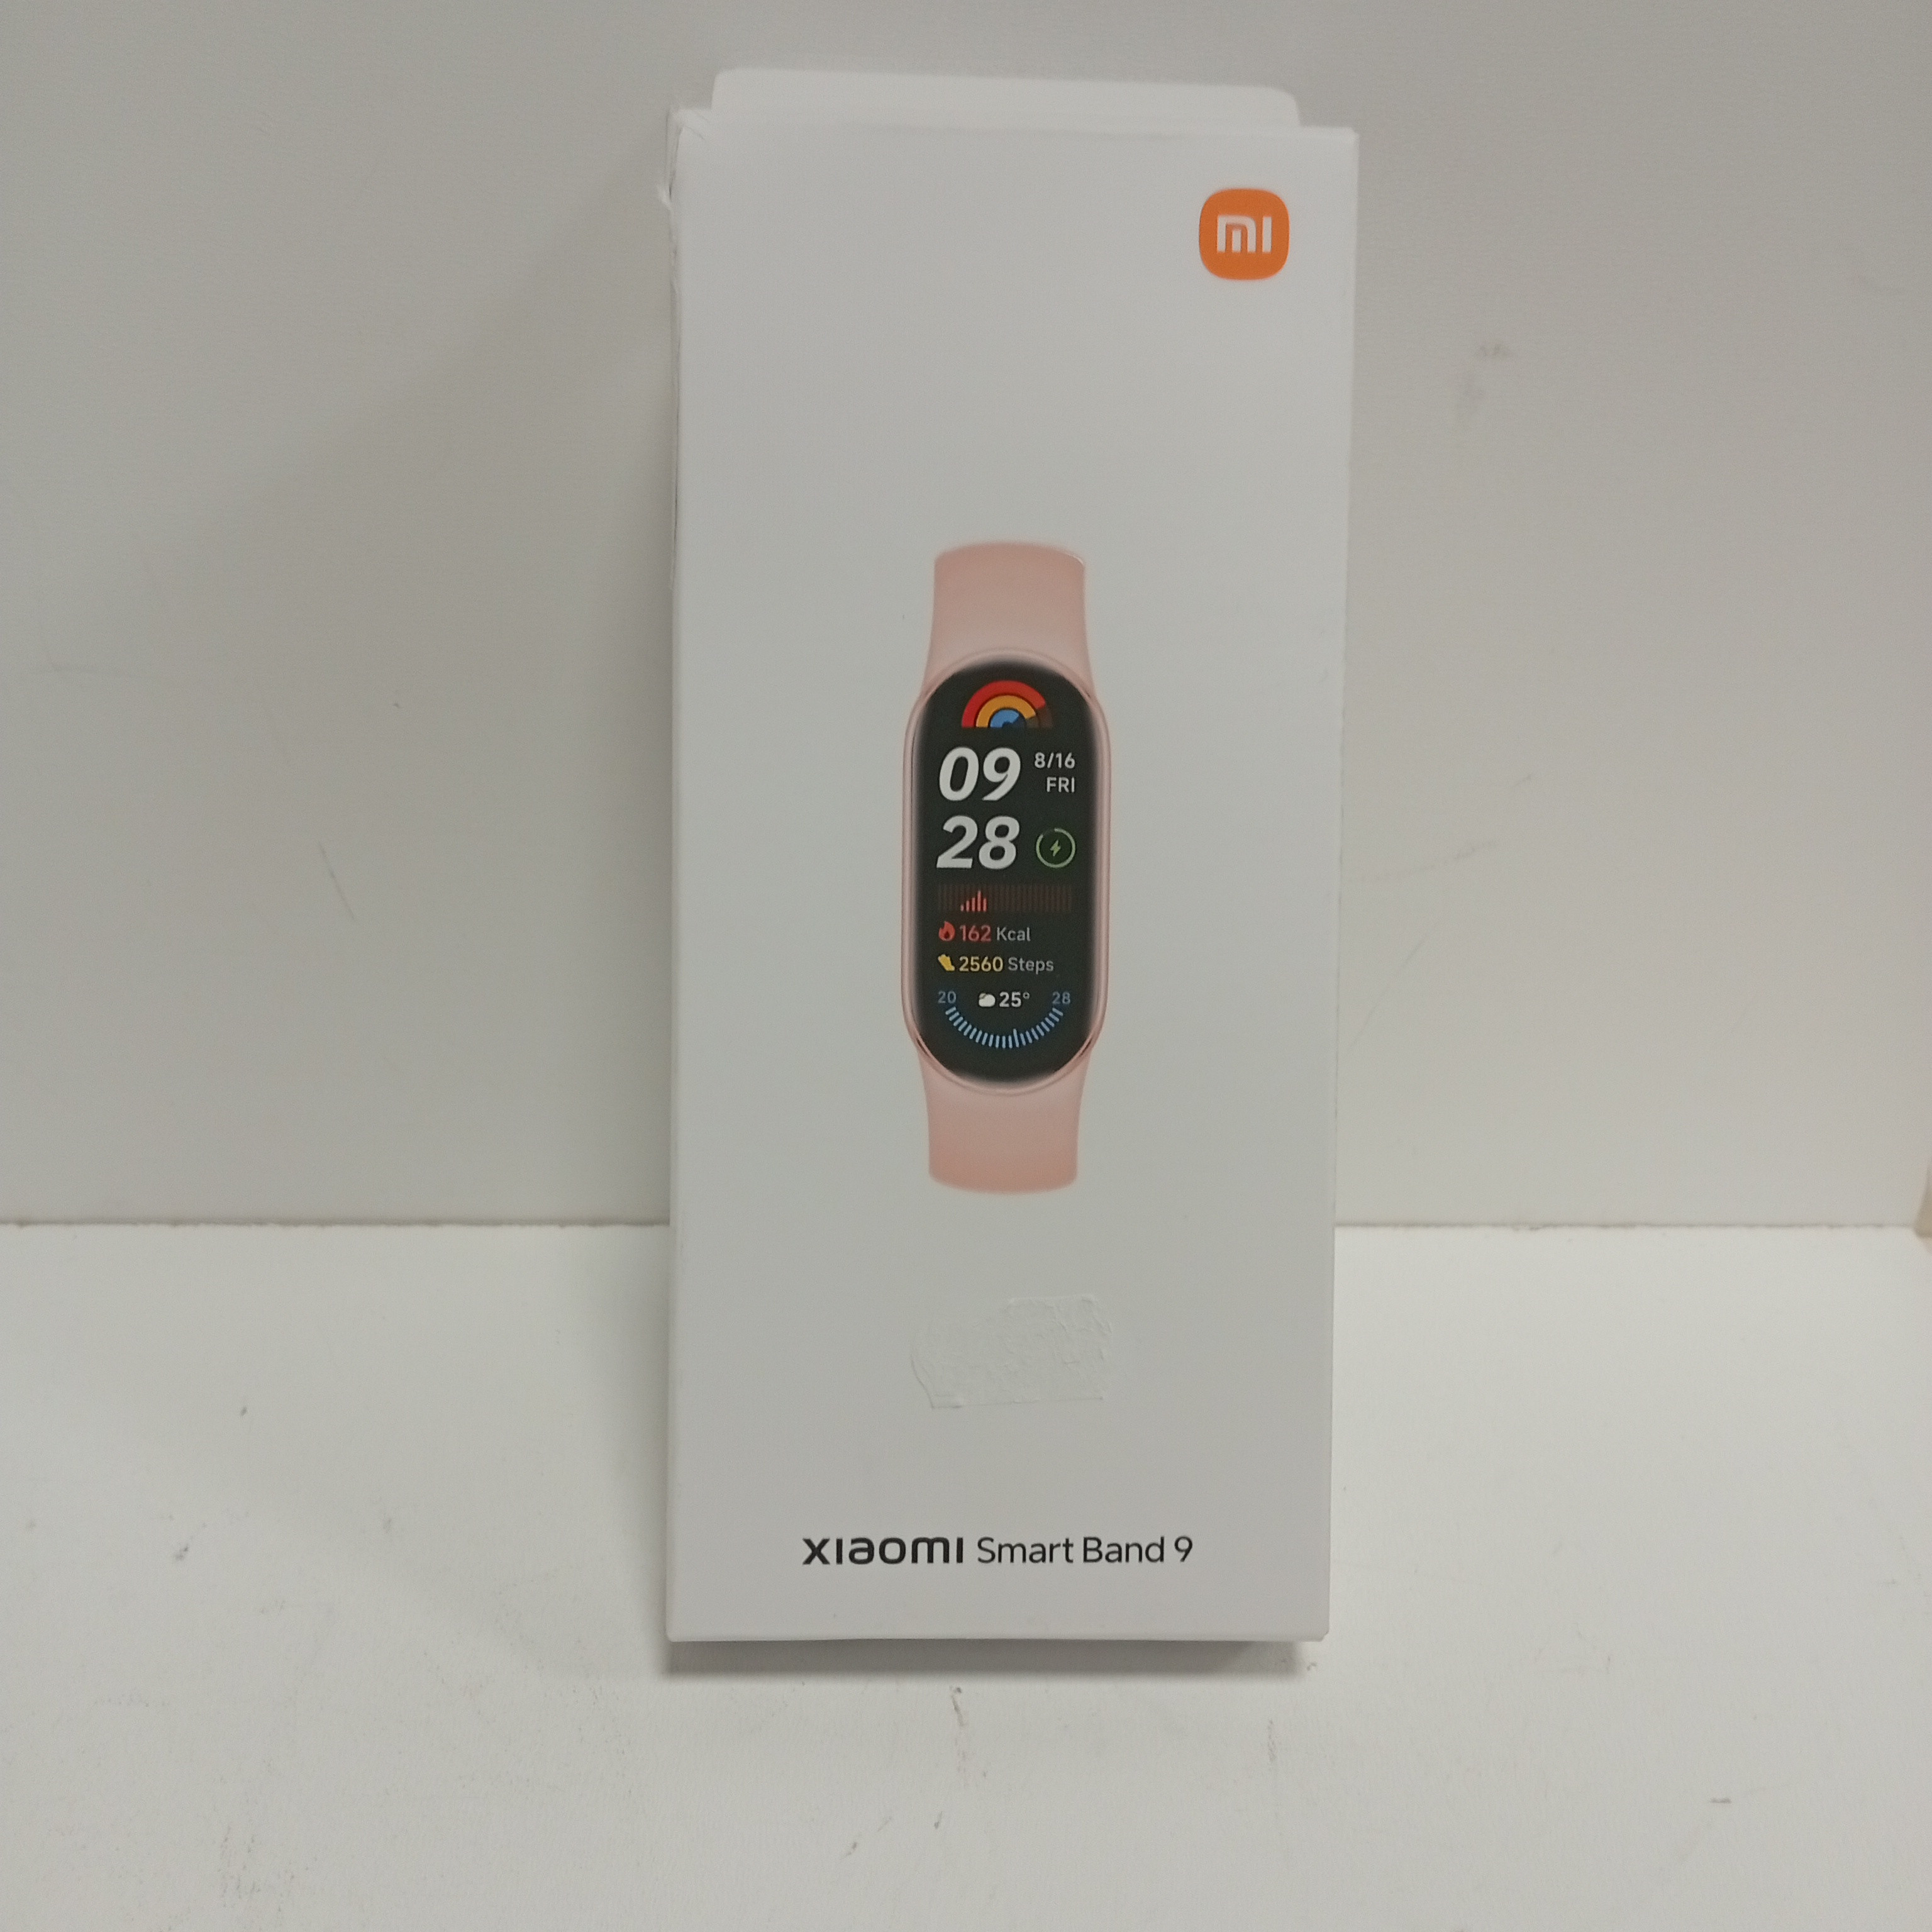 mi
09 8/16
FRI
28
162 Kcal
2560 Steps
20 25° 28
xiaomi Smart Band 9